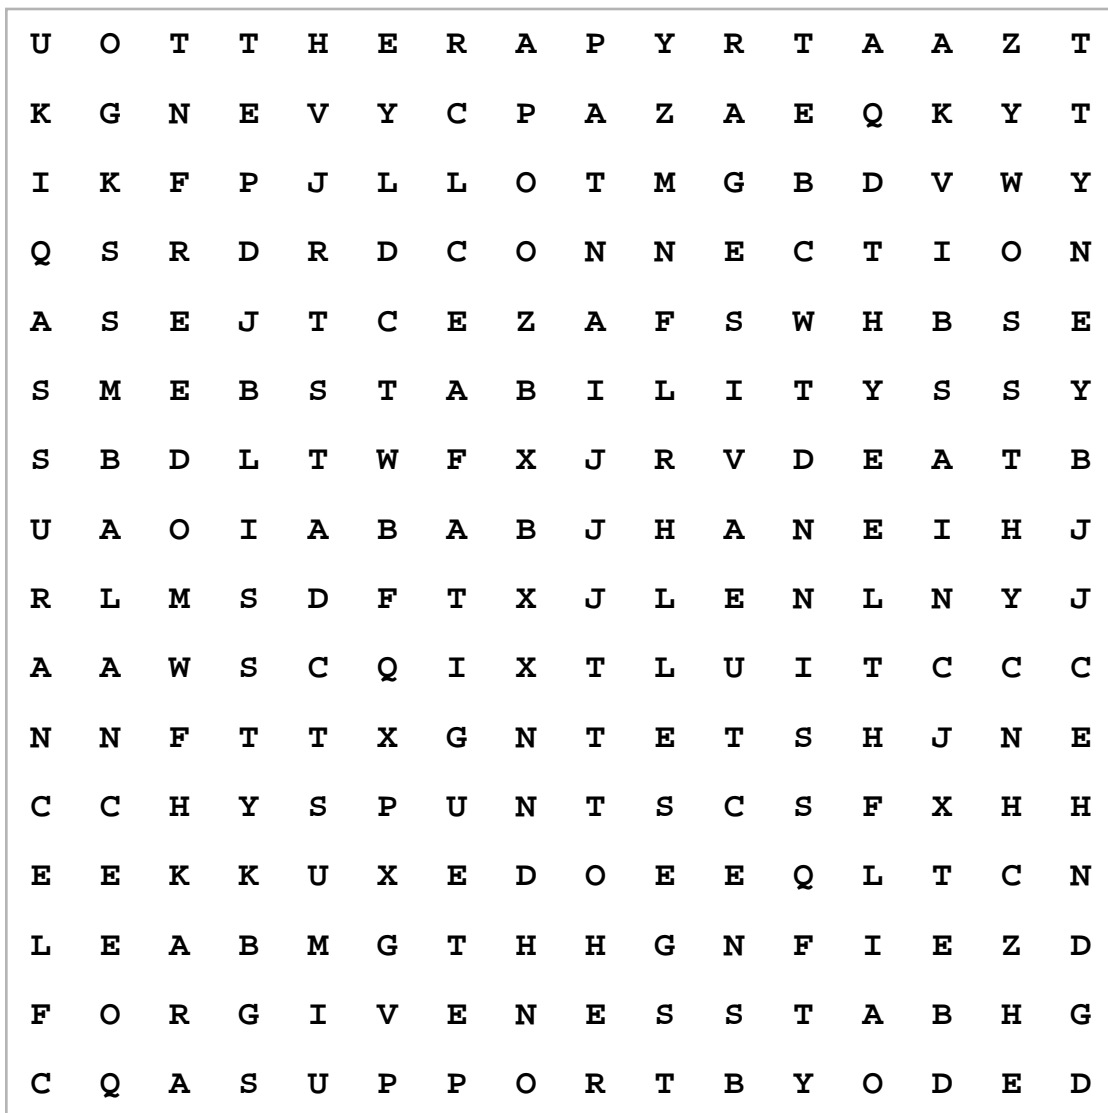 U O T T H E R A P Y R T A A Z T
K G N E V Y C P A Z A E Q K Y T
I K F P J L L O T M G B D V W Y
Q S R D R D C O N N E C T I O N
A S E J T C E Z A F S W H B S E
S M E B S T A B I L I T Y S S Y
S B D L T W F X J R V D E A T B
U A O I A B A B J H A N E I H J
R L M S D F T X J L E N L N Y J
A A W S C Q I X T L U I T C C C
N N F T T X G N T E T S H J N E
C C H Y S P U N T S C S F X H H
E E K K U X E D O E E Q L T C N
L E A B M G T H H G N F I E Z D
F O R G I V E N E S S T A B H G
C Q A S U P P O R T B Y O D E D